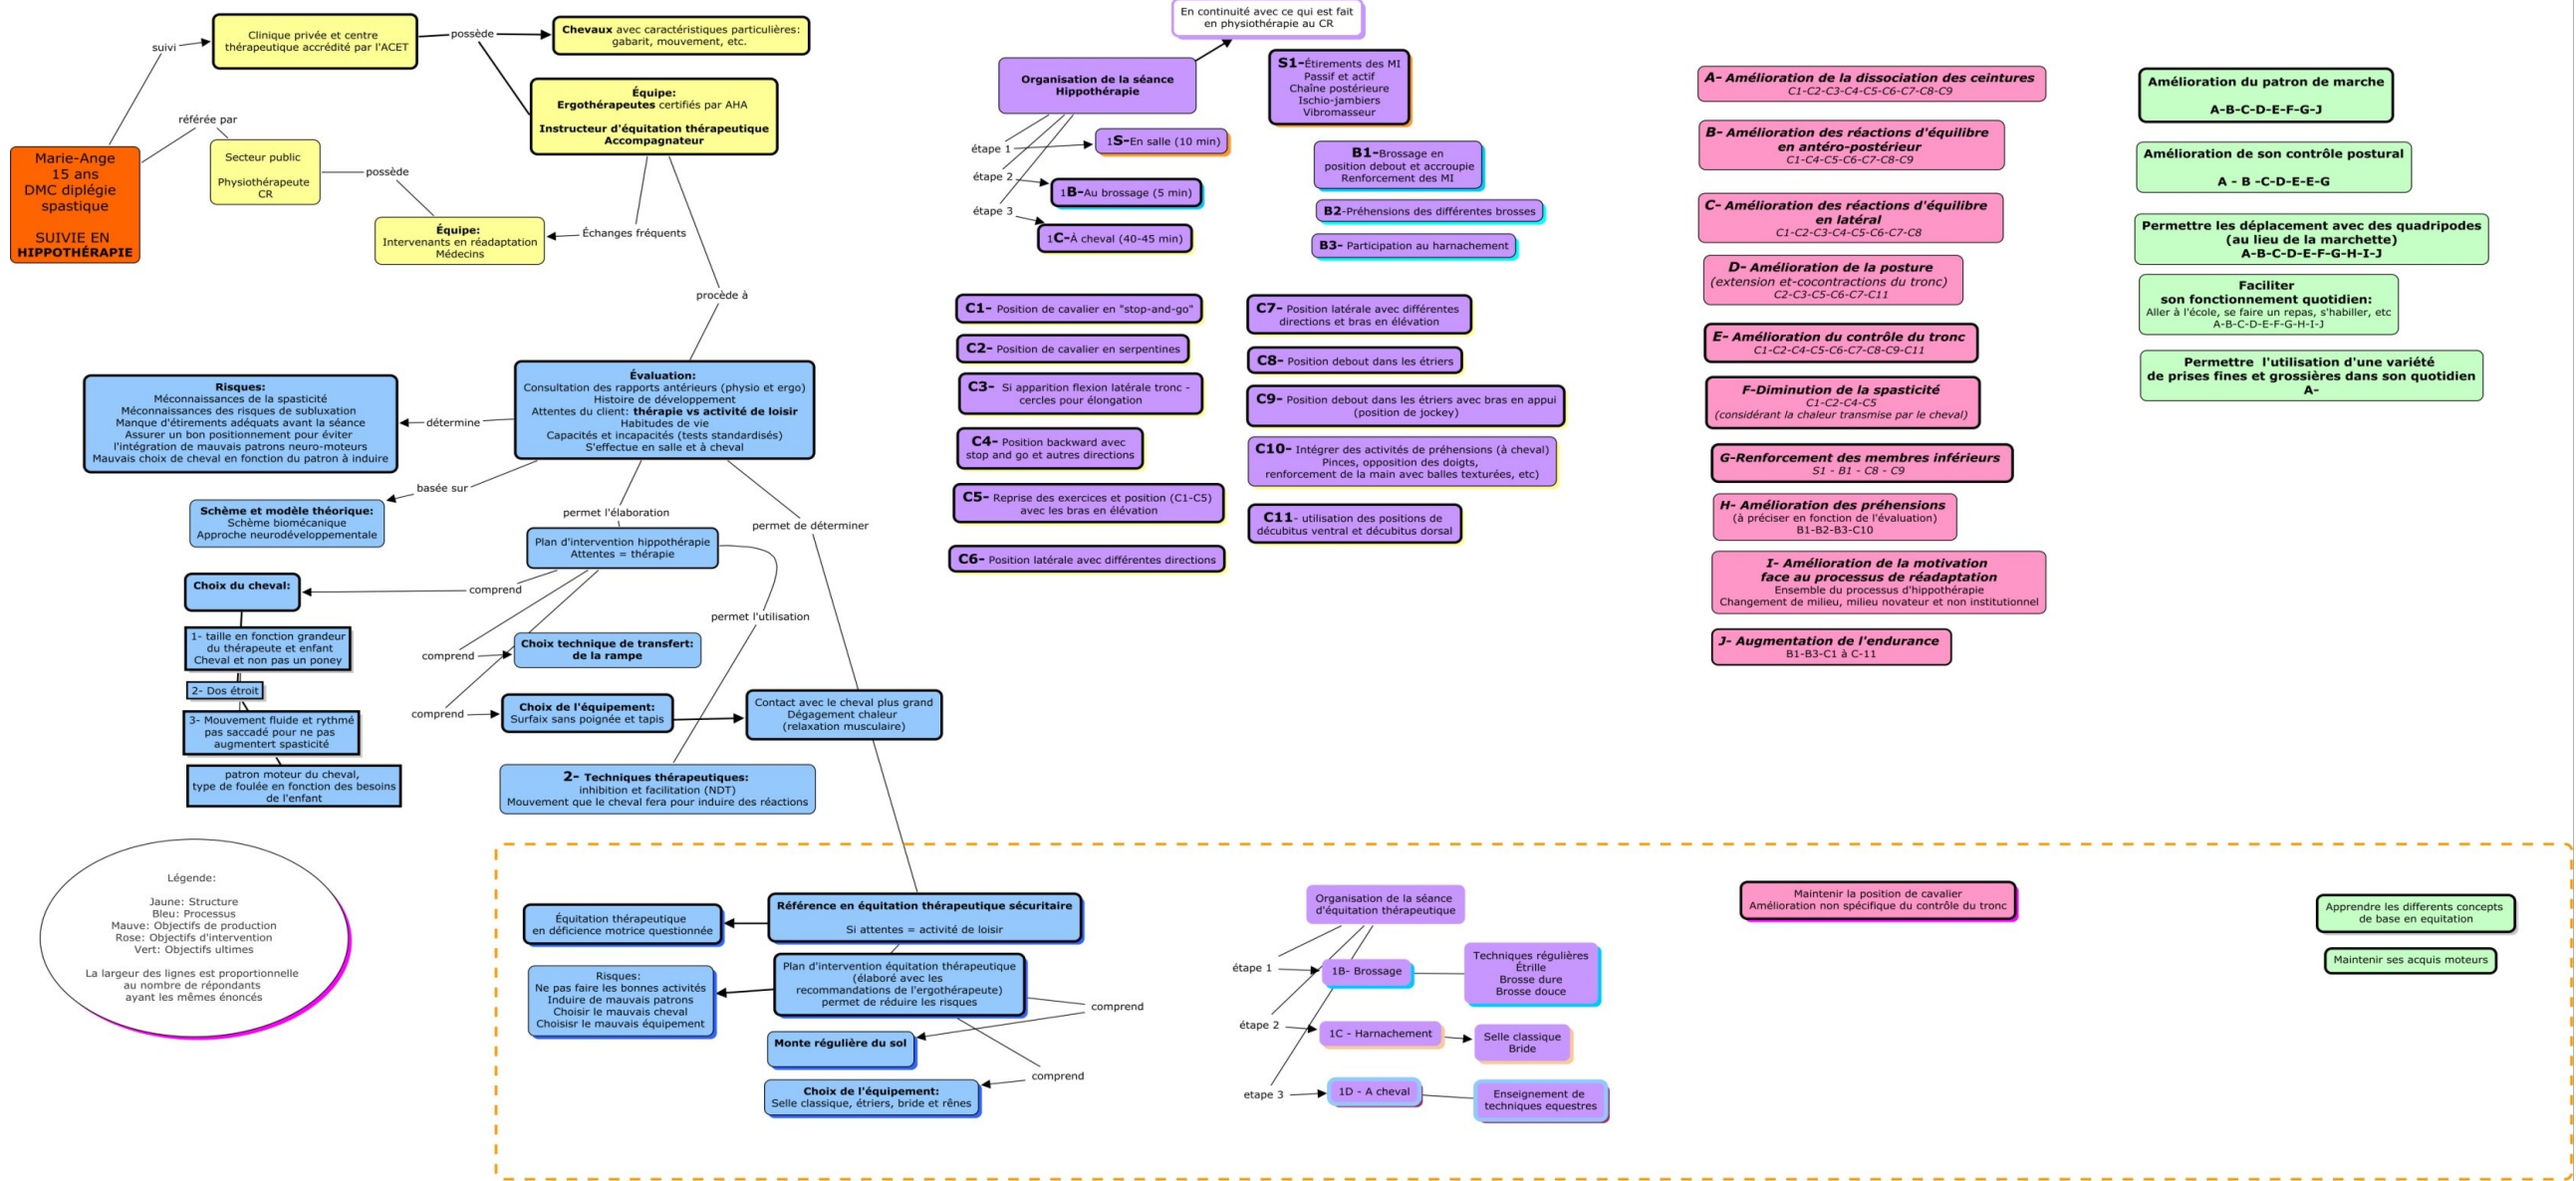 Marie-Ange
15 ans
DMC diplégie
spastique
SUIVIE EN
HIPPOTHÉRAPIE
suivi
référée par
Clinique privée et centre
thérapeutique accrédité par l'ACET
possède
Chevaux avec caractéristiques particulières:
gabarit, mouvement, etc.
Équipe:
Ergothérapeutes certifiés par AHA
Instructeur d'équitation thérapeutique
Accompagnateur
Secteur public
Physiothérapeute
CR
possède
Équipe:
Intervenants en réadaptation
Médecins
Échanges fréquents
procède à
Évaluation:
Consultation des rapports antérieurs (physio et ergo)
Histoire de développement
Attentes du client: thérapie vs activité de loisir
Habitudes de vie
Capacités et incapacités (tests standardisés)
S'effectue en salle et à cheval
détermine
Risques:
Méconnaissances de la spasticité
Méconnaissances des risques de subluxation
Manque d'étirements adéquats avant la séance
Assurer un bon positionnement pour éviter
l'intégration de mauvais patrons neuro-moteurs
Mauvais choix de cheval en fonction du patron à induire
basée sur
Schème et modèle théorique:
Schème biomécanique
Approche neurodéveloppementale
permet l'élaboration
permet de déterminer
Plan d'intervention hippothérapie
Attentes = thérapie
comprend
Choix du cheval:
1- taille en fonction grandeur
du thérapeute et enfant
Cheval et non pas un poney
2- Dos étroit
3- Mouvement fluide et rythmé
pas saccadé pour ne pas
augmentert spasticité
patron moteur du cheval,
type de foulée en fonction des besoins
de l'enfant
permet l'utilisation
comprend
Choix technique de transfert:
de la rampe
comprend
Choix de l'équipement:
Surfaix sans poignée et tapis
Contact avec le cheval plus grand
Dégagement chaleur
(relaxation musculaire)
2- Techniques thérapeutiques:
inhibition et facilitation (NDT)
Mouvement que le cheval fera pour induire des réactions
En continuité avec ce qui est fait
en physiothérapie au CR
Organisation de la séance
Hippothérapie
étape 1
étape 2
étape 3
1S-En salle (10 min)
1B-Au brossage (5 min)
1C-À cheval (40-45 min)
S1-Étirements des MI
Passif et actif
Chaîne postérieure
Ischio-jambiers
Vibromasseur
B1-Brossage en
position debout et accroupie
Renforcement des MI
B2-Préhensions des différentes brosses
B3- Participation au harnachement
C1- Position de cavalier en "stop-and-go"
C2- Position de cavalier en serpentines
C3- Si apparition flexion latérale tronc -
cercles pour élongation
C4- Position backward avec
stop and go et autres directions
C5- Reprise des exercices et position (C1-C5)
avec les bras en élévation
C6- Position latérale avec différentes directions
C7- Position latérale avec différentes
directions et bras en élévation
C8- Position debout dans les étriers
C9- Position debout dans les étriers avec bras en appui
(position de jockey)
C10- Intégrer des activités de préhensions (à cheval)
Pinces, opposition des doigts,
renforcement de la main avec balles texturées, etc)
C11- utilisation des positions de
décubitus ventral et décubitus dorsal
A- Amélioration de la dissociation des ceintures
C1-C2-C3-C4-C5-C6-C7-C8-C9
B- Amélioration des réactions d'équilibre
en antéro-postérieur
C1-C4-C5-C6-C7-C8-C9
C- Amélioration des réactions d'équilibre
en latéral
C1-C2-C3-C4-C5-C6-C7-C8
D- Amélioration de la posture
(extension et-cocontractions du tronc)
C2-C3-C5-C6-C7-C11
E- Amélioration du contrôle du tronc
C1-C2-C4-C5-C6-C7-C8-C9-C11
F-Diminution de la spasticité
C1-C2-C4-C5
(considérant la chaleur transmise par le cheval)
G-Renforcement des membres inférieurs
S1 - B1 - C8 - C9
H- Amélioration des préhensions
(à préciser en fonction de l'évaluation)
B1-B2-B3-C10
I- Amélioration de la motivation
face au processus de réadaptation
Ensemble du processus d'hippothérapie
Changement de milieu, milieu novateur et non institutionnel
J- Augmentation de l'endurance
B1-B3-C1 à C-11
Amélioration du patron de marche
A-B-C-D-E-F-G-J
Amélioration de son contrôle postural
A - B -C-D-E-E-G
Permettre les déplacement avec des quadripodes
(au lieu de la marchette)
A-B-C-D-E-F-G-H-I-J
Faciliter
son fonctionnement quotidien:
Aller à l'école, se faire un repas, s'habiller, etc
A-B-C-D-E-F-G-H-I-J
Permettre l'utilisation d'une variété
de prises fines et grossières dans son quotidien
A-
Légende:
Jaune: Structure
Bleu: Processus
Mauve: Objectifs de production
Rose: Objectifs d'intervention
Vert: Objectifs ultimes
La largeur des lignes est proportionnelle
au nombre de répondants
ayant les mêmes énoncés
Équitation thérapeutique
en déficience motrice questionnée
Référence en équitation thérapeutique sécuritaire
Si attentes = activité de loisir
Risques:
Ne pas faire les bonnes activités
Induire de mauvais patrons
Choisir le mauvais cheval
Choisisr le mauvais équipement
Plan d'intervention équitation thérapeutique
(élaboré avec les
recommandations de l'ergothérapeute)
permet de réduire les risques
comprend
Monte régulière du sol
comprend
Choix de l'équipement:
Selle classique, étriers, bride et rênes
Organisation de la séance
d'équitation thérapeutique
étape 1
1B- Brossage
Techniques régulières
Étrille
Brosse dure
Brosse douce
étape 2
1C - Harnachement
Selle classique
Bride
etape 3
1D - A cheval
Enseignement de
techniques equestres
Maintenir la position de cavalier
Amélioration non spécifique du contrôle du tronc
Apprendre les differents concepts
de base en equitation
Maintenir ses acquis moteurs